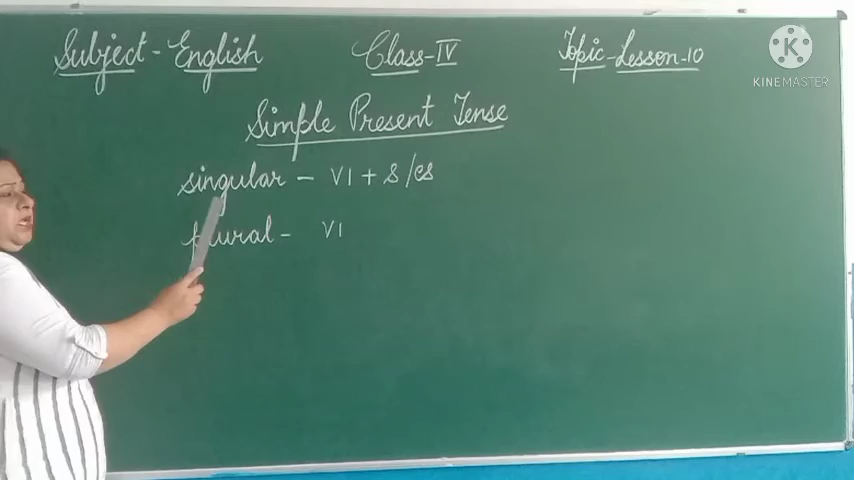 Subject - English Class - IV Topic - Lesson - 10
Simple Present Tense
singular - V1 + s/es
plural - V1
K
KINEMASTER